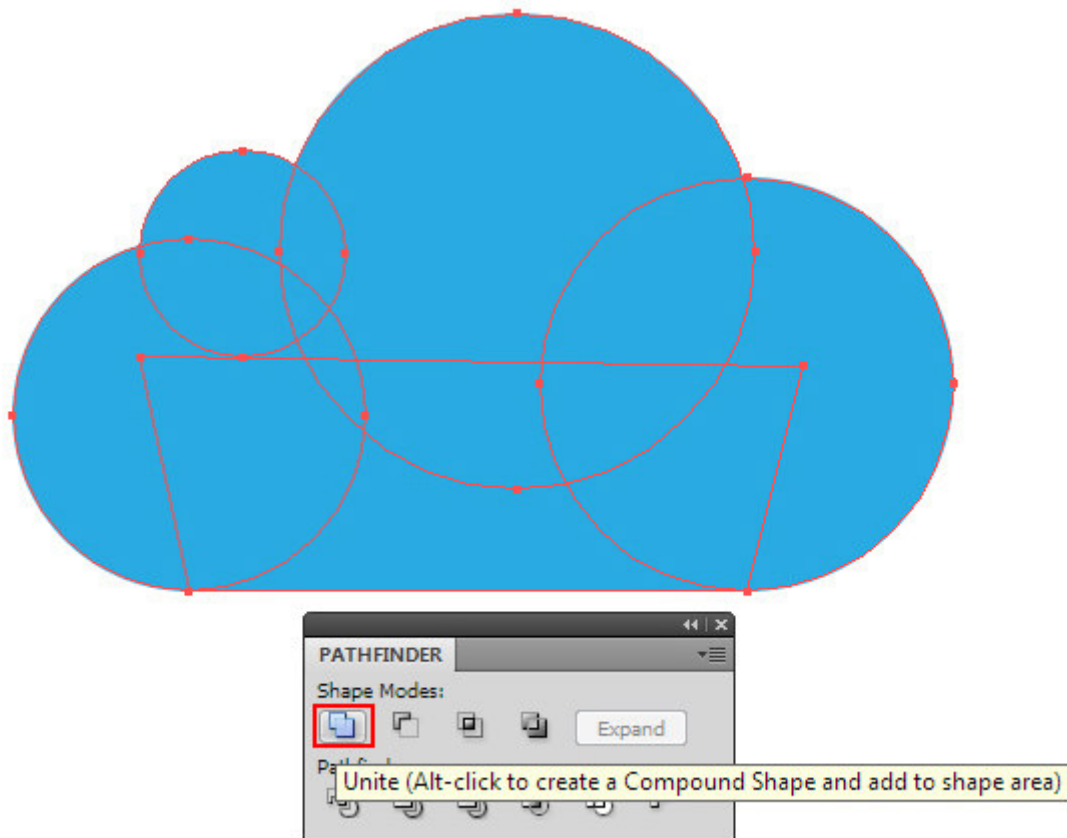 PATHFINDER
Shape Modes:
Expand
Unite (Alt-click to create a Compound Shape and add to shape area)